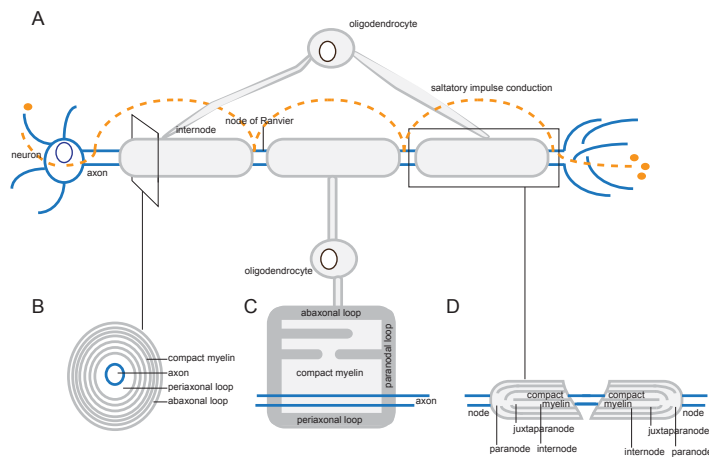 A
oligodendrocyte
saltatory impulse conduction
node of Ranvier
internode
neuron
axon
oligodendrocyte
B
compact myelin
axon
periaxonal loop
abaxonal loop
C
abaxonal loop
paranodal loop
compact myelin
axon
periaxonal loop
D
compact
myelin
compact
myelin
node
node
juxtaparanode
juxtaparanode
paranode
internode
internode
paranode